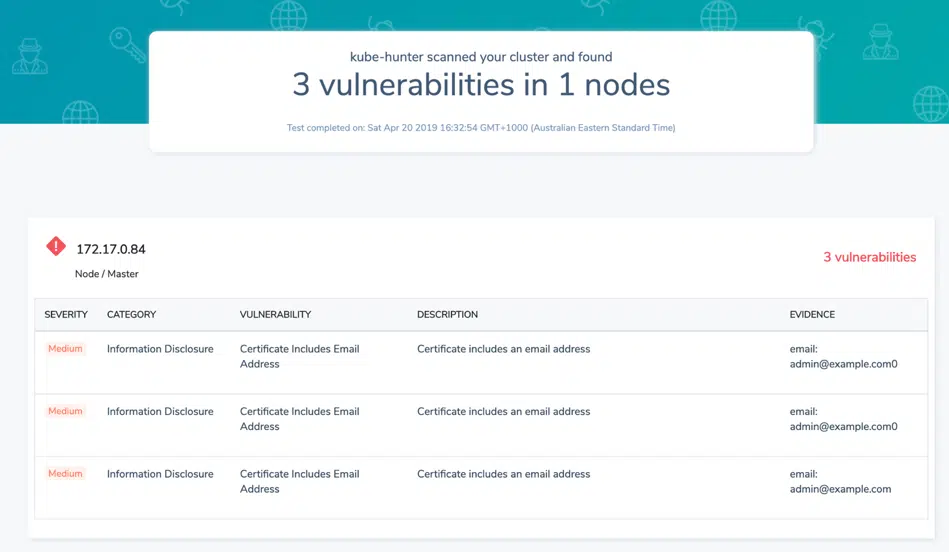 kube-hunter scanned your cluster and found
3 vulnerabilities in 1 nodes
Test completed on: Sat Apr 20 2019 16:32:54 GMT+1000 (Australian Eastern Standard Time)
172.17.0.84
3 vulnerabilities
Node / Master
SEVERITY CATEGORY VULNERABILITY DESCRIPTION EVIDENCE
Medium Information Disclosure Certificate Includes Email Certificate includes an email address email:
Address admin@example.com0
Medium Information Disclosure Certificate Includes Email Certificate includes an email address email:
Address admin@example.com0
Medium Information Disclosure Certificate Includes Email Certificate includes an email address email:
Address admin@example.com